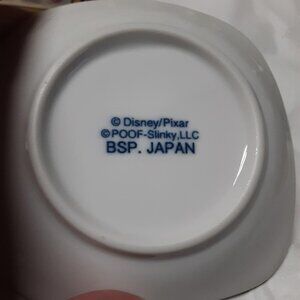 © Disney/Pixar
© POOF-Slinky,LLC
BSP. JAPAN